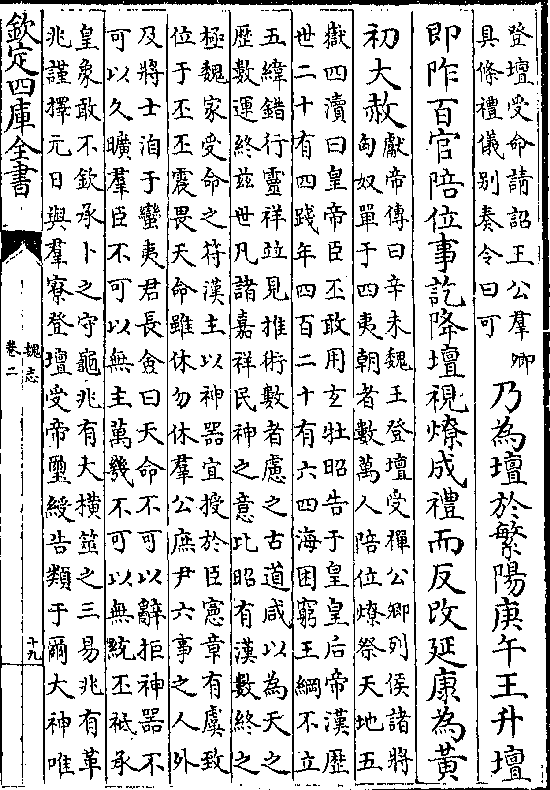 登壇受命請詔王公羣卿
具條禮儀别奏令曰可
乃為壇於繁陽庚午王升壇
即阼百官陪位事訖降壇視燎成禮而反改延康為黃
初大赦
獻帝傳曰辛未魏王登壇受禪公卿列侯諸將
匈奴單于四夷朝者數萬人陪位燎祭天地五
嶽四瀆曰皇帝臣丕敢用玄牡昭告于皇皇后帝漢歴
世二十有四踐年四百二十有六四海困窮王綱不立
五緯錯行靈祥竝見推術數者慮之古道咸以為天之
歴數運終兹世凡諸嘉祥民神之意比昭有漢數終之
極魏家受命之符漢主以神器宜授於臣憲章有虞致
位于丕丕震畏天命雖休勿休羣公庶尹六事之人外
及將士洎于蠻夷君長僉曰天命不可以辭拒神器不
可以久曠羣臣不可以無主萬幾不可以無統丕祗承
皇象敢不欽承卜之守龜兆有大横筮之三易兆有革
兆謹擇元日與羣寮登壇受帝璽綬告類于爾大神唯
欽定四庫全書
魏志
卷二
十九